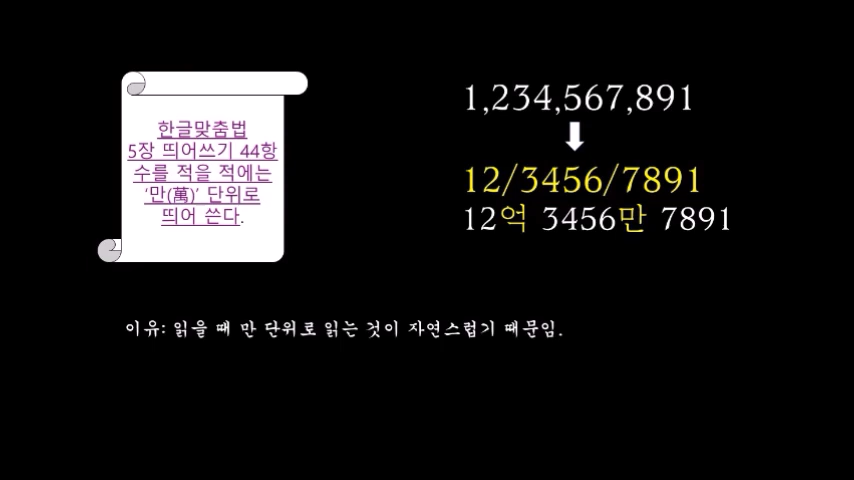 한글맞춤법
5장 띄어쓰기 44항
수를 적을 적에는
‘만(萬)’ 단위로
띄어 쓴다.
1,234,567,891
12/3456/7891
12억 3456만 7891
이유: 읽을 때 만 단위로 읽는 것이 자연스럽기 때문임.